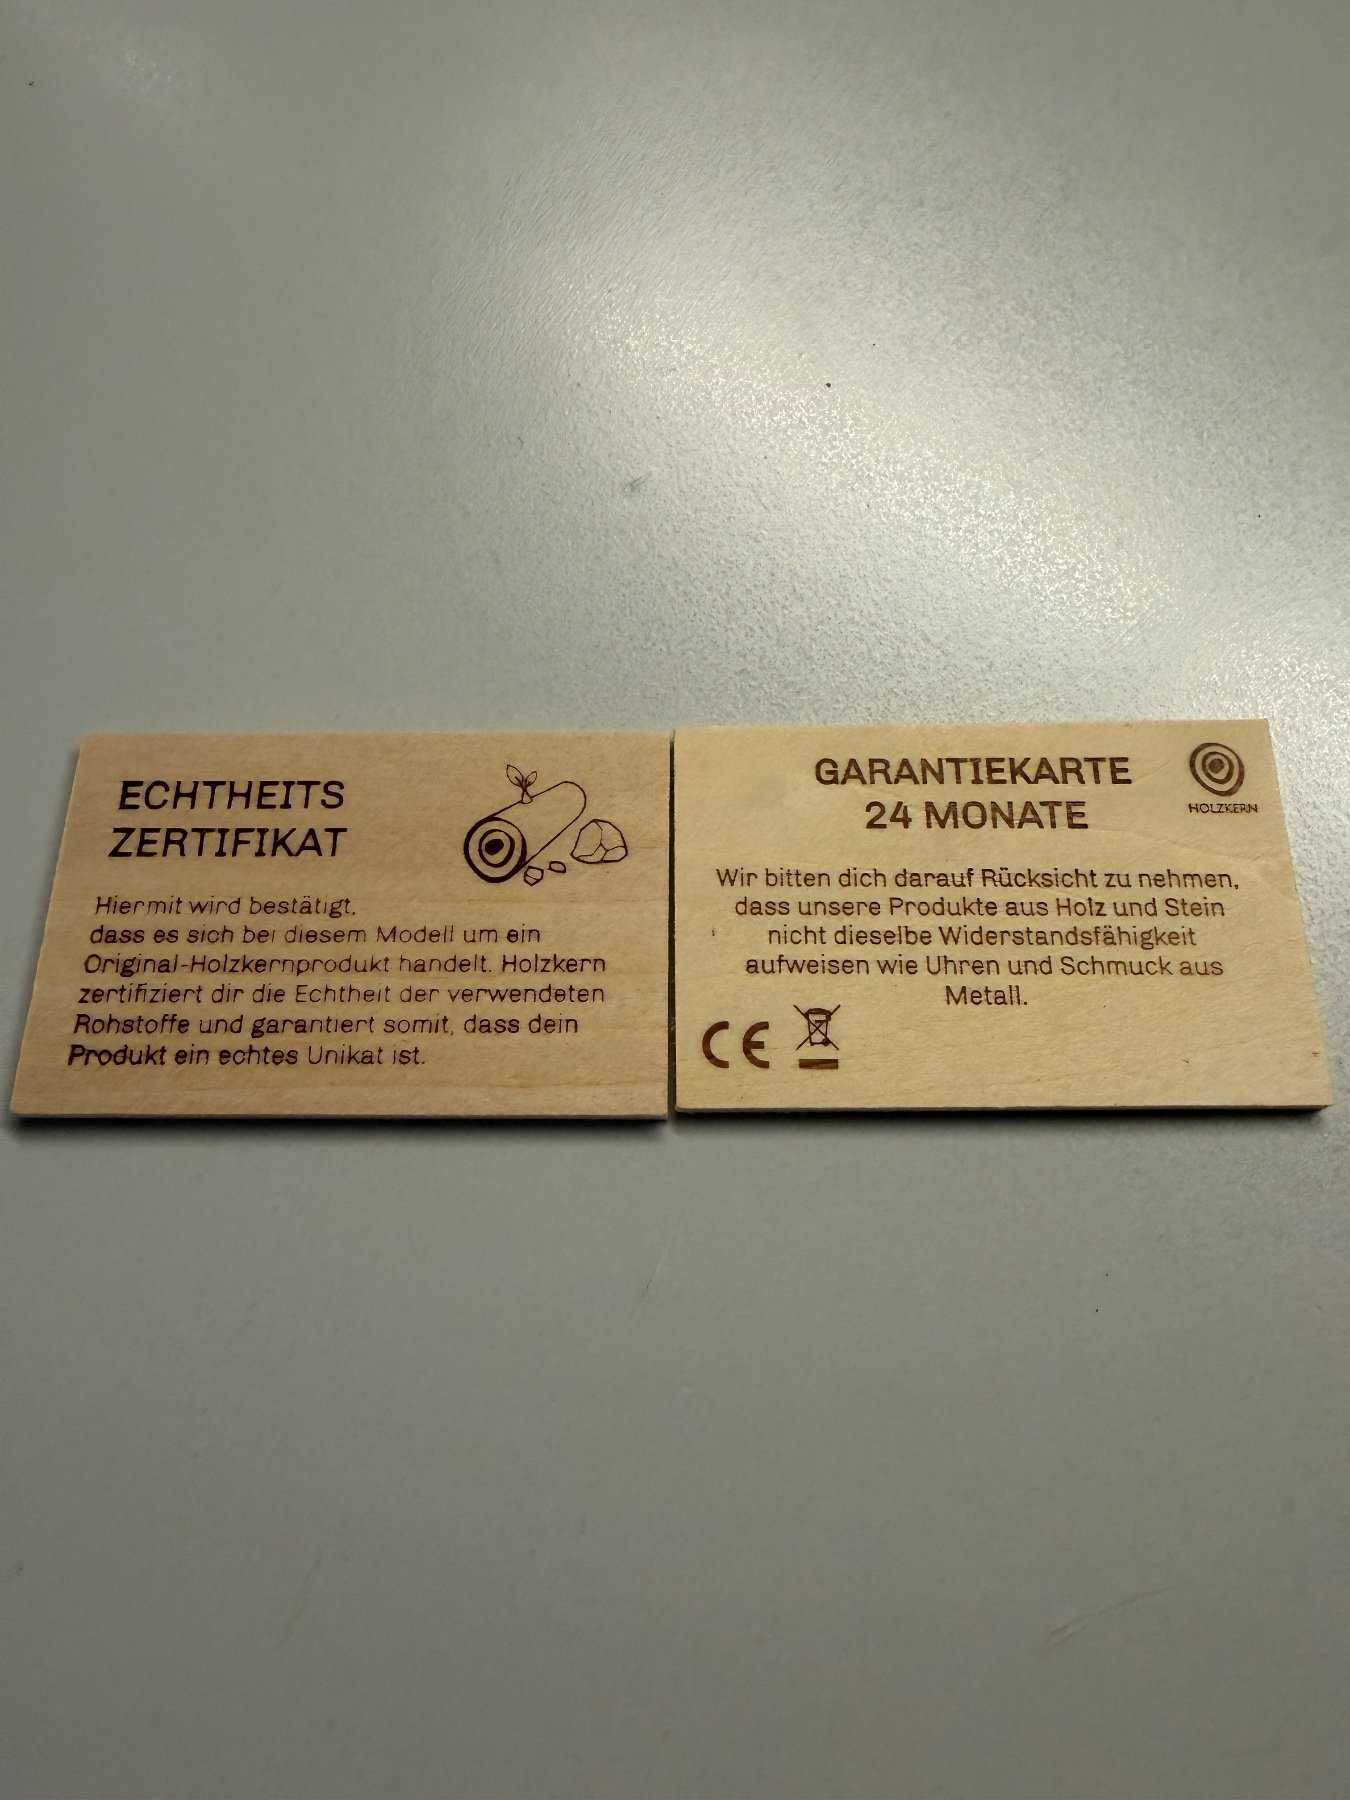 ECHTHEITS
ZERTIFIKAT
Hiermit wird bestätigt,
dass es sich bei diesem Modell um ein
Original-Holzkernprodukt handelt. Holzkern
zertifiziert dir die Echtheit der verwendeten
Rohstoffe und garantiert somit, dass dein
Produkt ein echtes Unikat ist.
GARANTIEKARTE
24 MONATE
HOLZKERN
Wir bitten dich darauf Rücksicht zu nehmen,
dass unsere Produkte aus Holz und Stein
nicht dieselbe Widerstandsfähigkeit
aufweisen wie Uhren und Schmuck aus
Metall.
CE